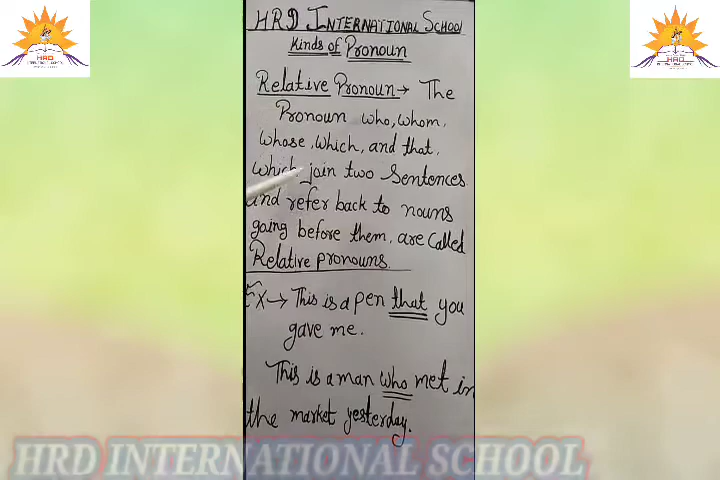 HRD INTERNATIONAL SCHOOL
Kinds of Pronoun
Relative Pronoun → The
Pronoun who, whom,
whose, which, and that,
which join two sentences
and refer back to nouns
going before them, are called
Relative pronouns.
EX → This is a pen that you
gave me.
This is a man who met in
the market yesterday.
HRD INTERNATIONAL SCHOOL
HRD
HRD